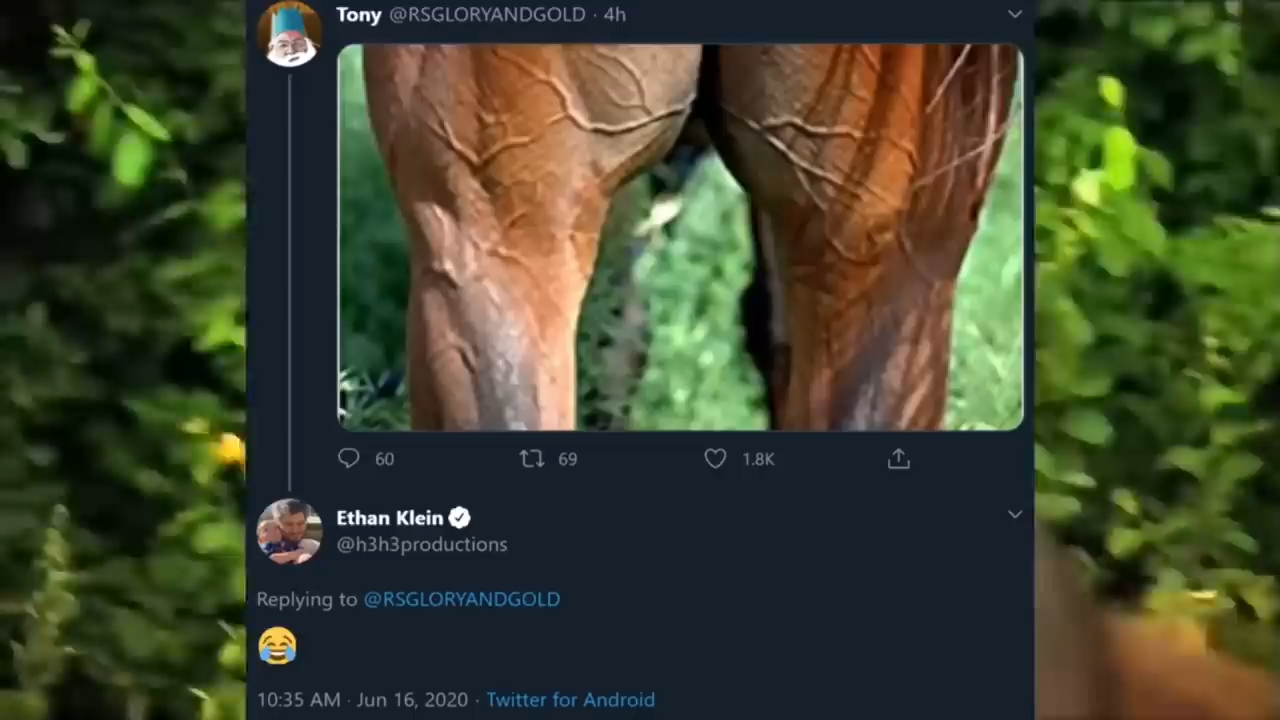 Tony @RSGLORYANDGOLD · 4h
60 69 1.8K
Ethan Klein
@h3h3productions
Replying to @RSGLORYANDGOLD
😂
10:35 AM · Jun 16, 2020 · Twitter for Android